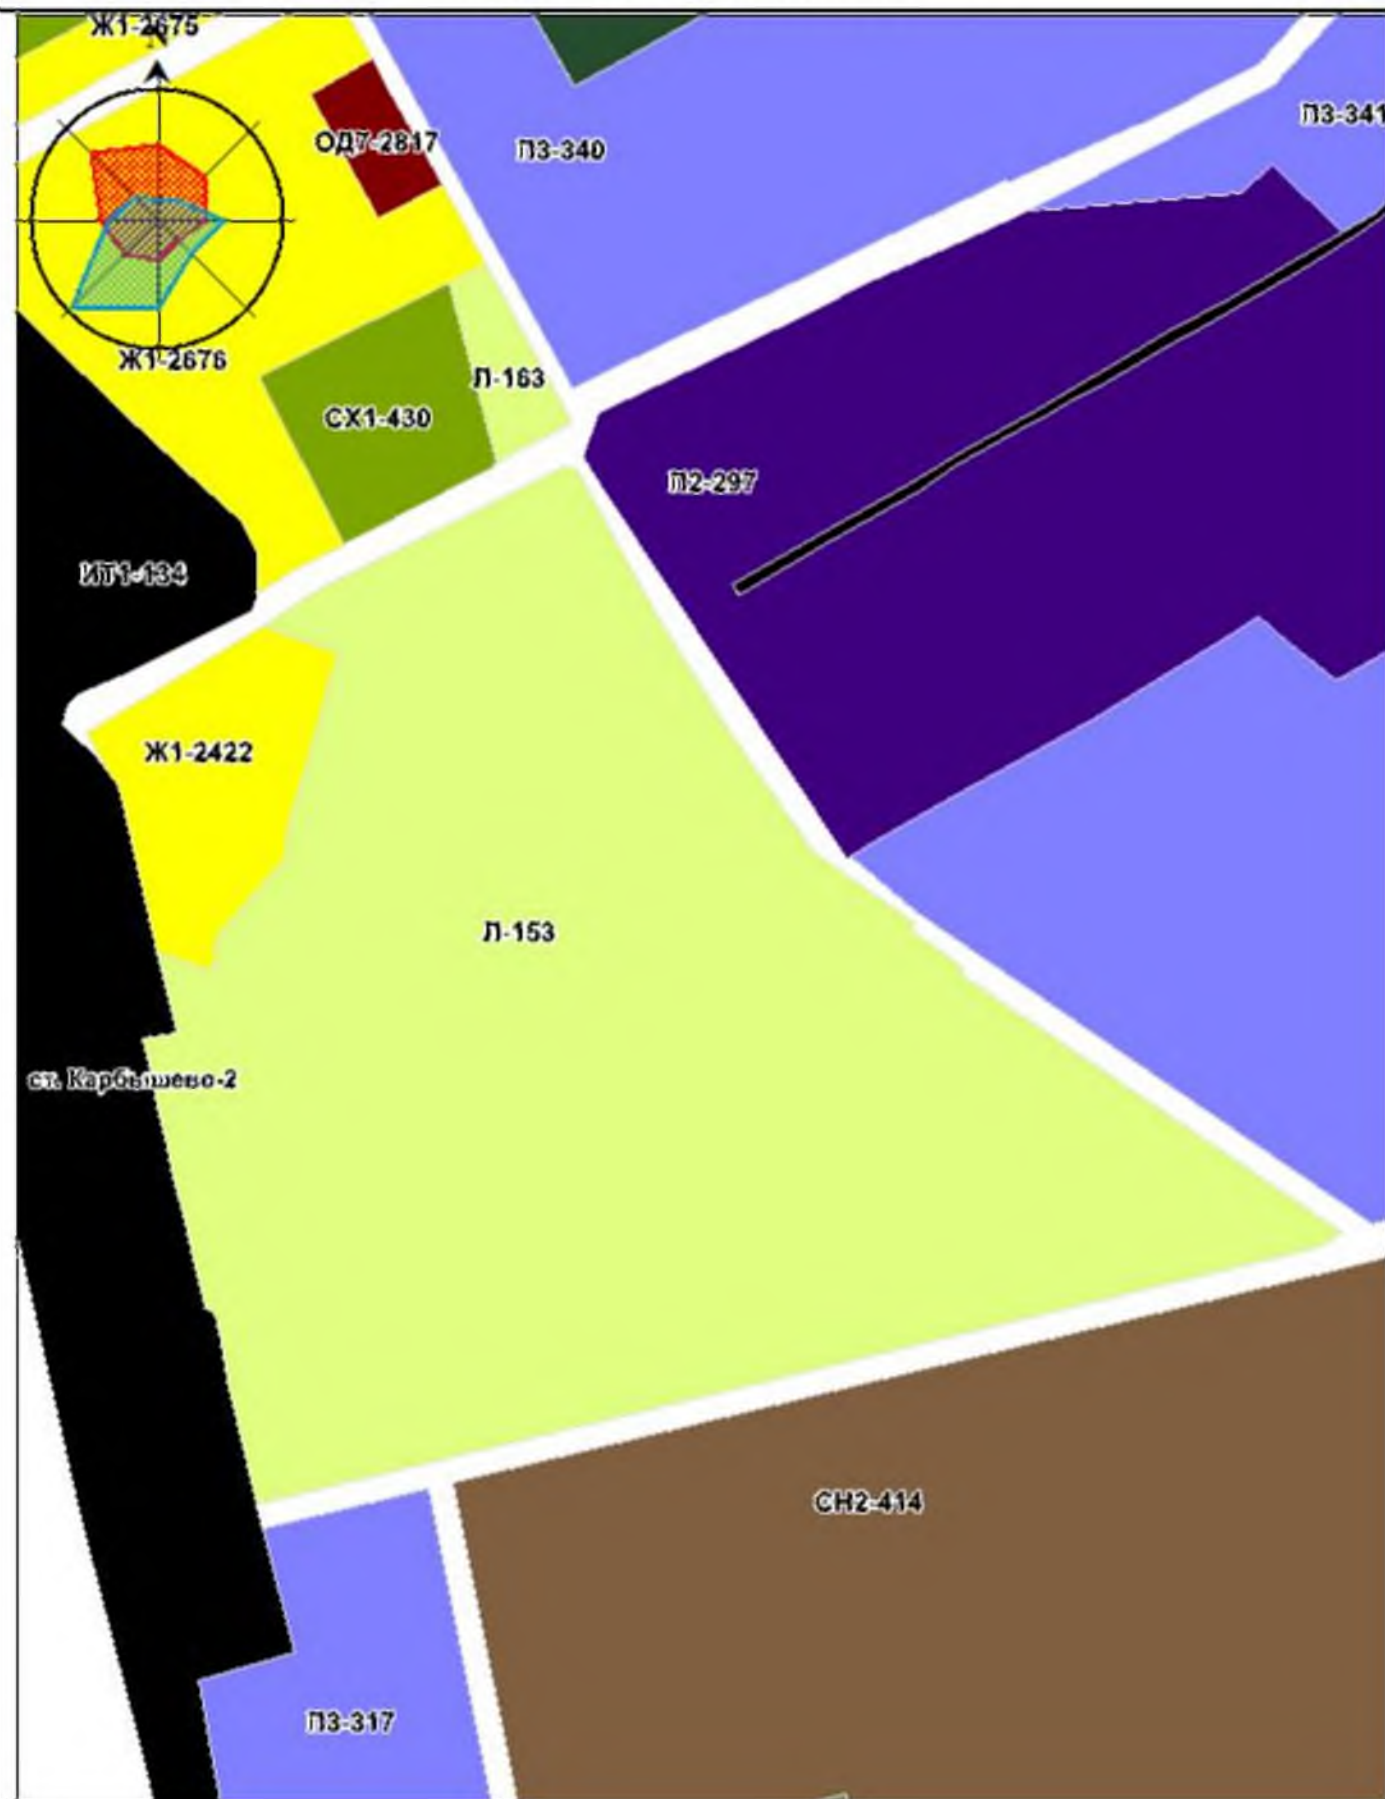 Ж1-2675
N
ОД7-2817
П3-340
П3-341
Ж1-2676
Л-163
СХ1-430
П2-297
ИТ1-134
Ж1-2422
Л-153
ст. Карбышево-2
СН2-414
П3-317